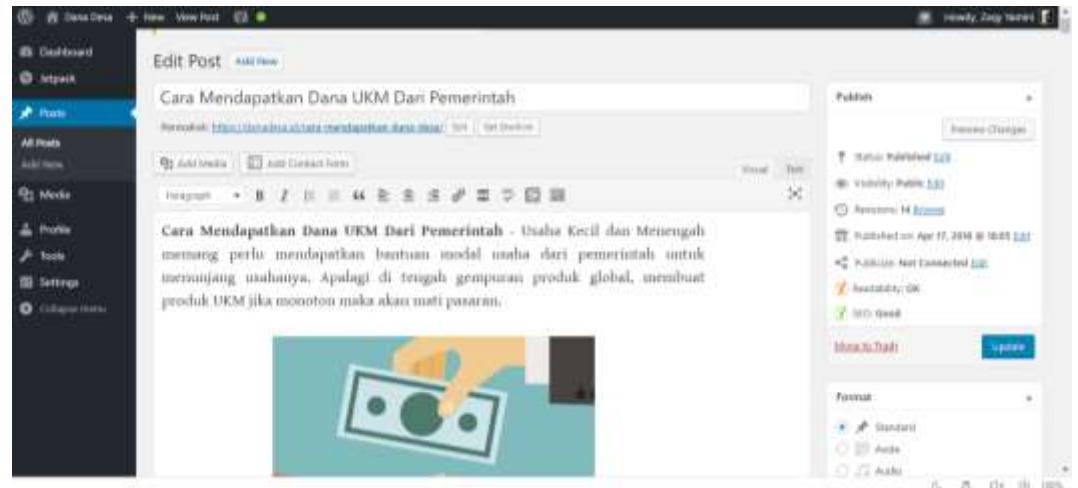 Dana Desa + New View Post
Howdy, Zaqy
Dashboard
Jetpack
Posts
All Posts
Add New
Media
Profile
Tools
Settings
Collapse menu
Edit Post Add New
Cara Mendapatkan Dana UKM Dari Pemerintah
Permalink: Edit Get Shortlink
Add Media Add Contact Form
Visual Text
Paragraph
Cara Mendapatkan Dana UKM Dari Pemerintah - Usaha Kecil dan Menengah
memang perlu mendapatkan bantuan modal usaha dari pemerintah untuk
menunjang usahanya. Apalagi di tengah gempuran produk global, membuat
produk UKM jika monoton maka akan mati pasaran.
Publish
Preview Changes
Status: Published Edit
Visibility: Public Edit
Revisions: 14 Browse
Published on: Apr 17, 2016 @ Edit
Publicize: Not Connected Edit
Readability: OK
SEO: Good
Move to Trash
Update
Format
Standard
Aside
Audio